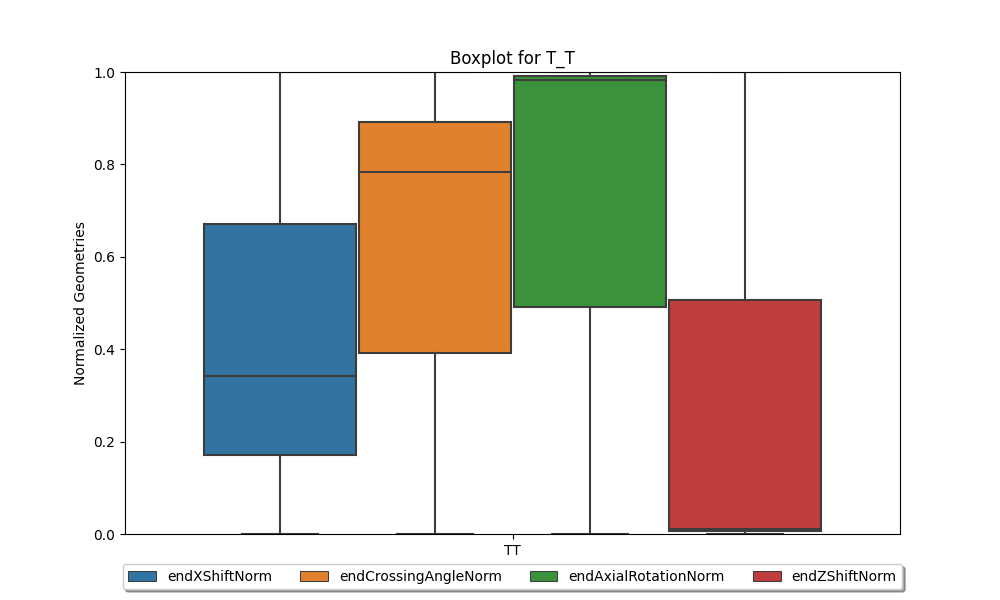 Boxplot for T_T
1.0
0.8
0.6
0.4
0.2
0.0
Normalized Geometries
TT
endXShiftNorm endCrossingAngleNorm endAxialRotationNorm endZShiftNorm